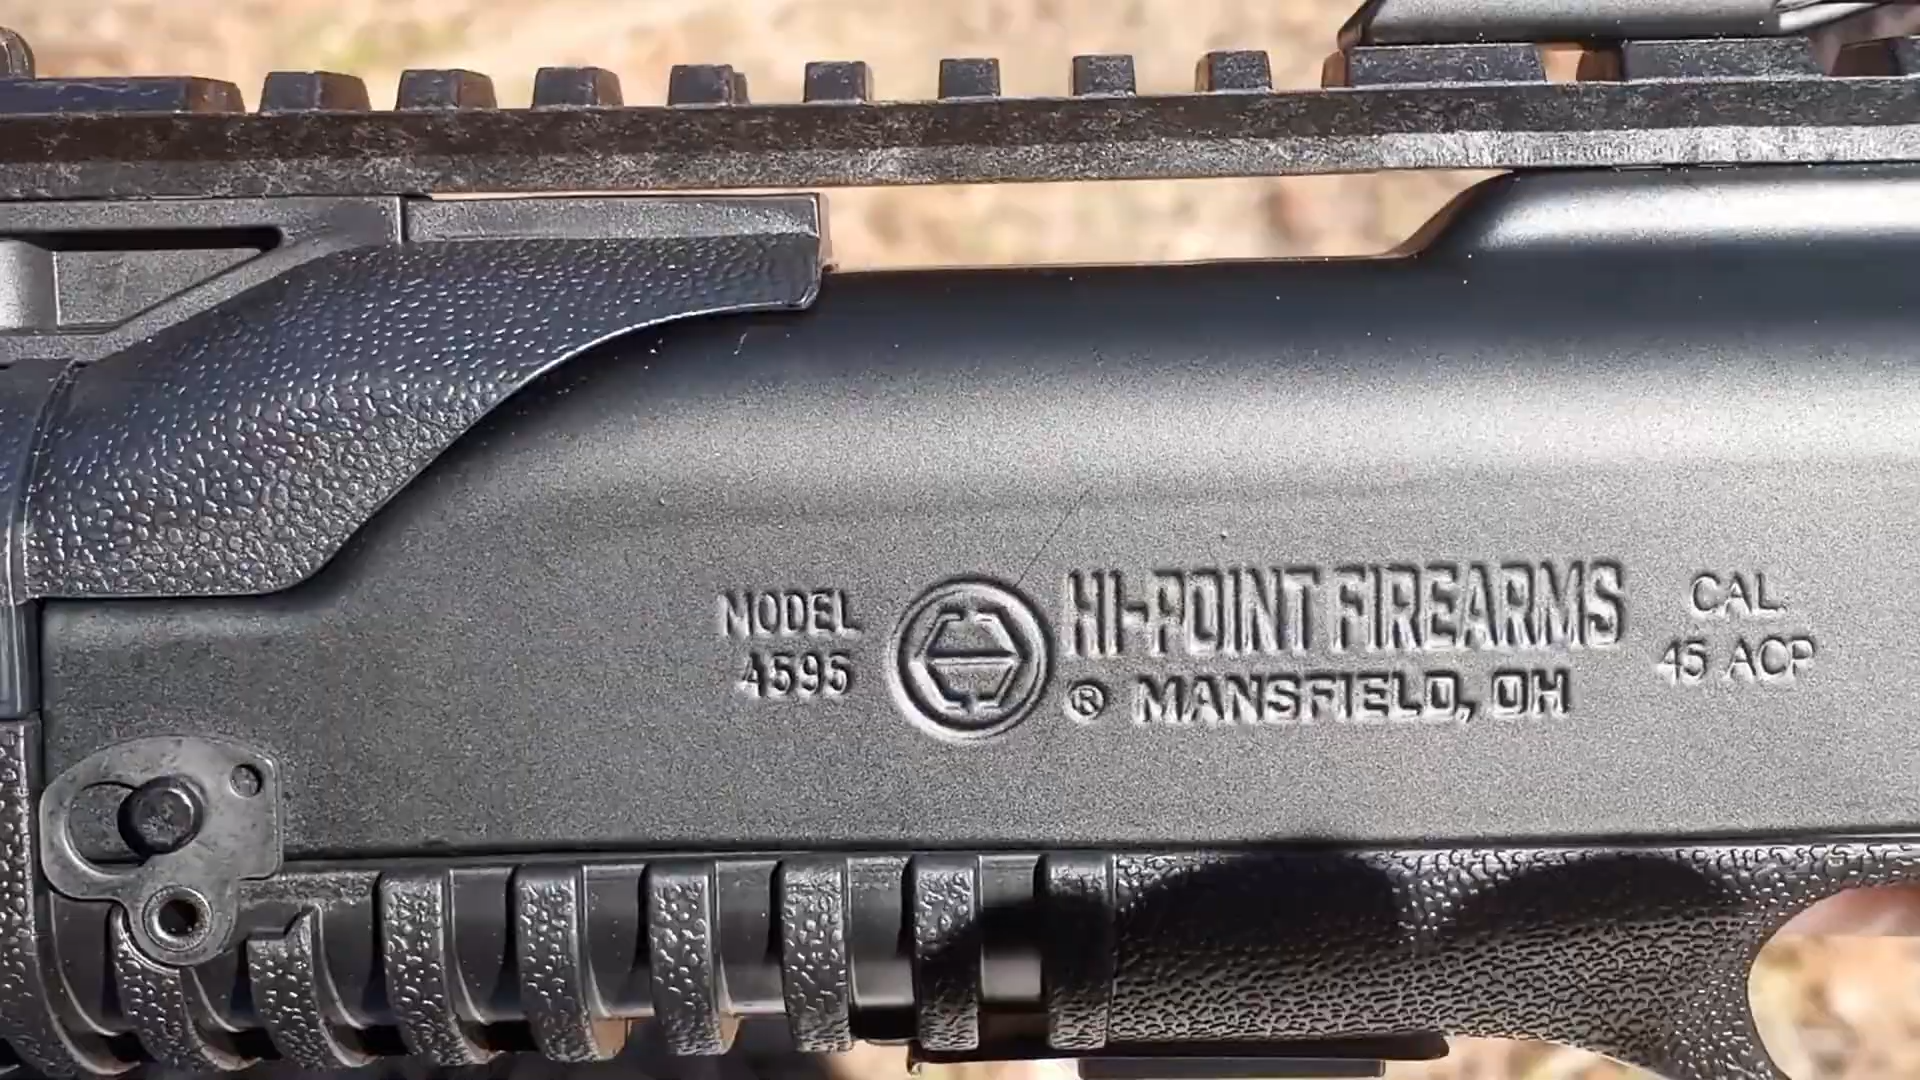 MODEL
4595
HI-POINT FIREARMS
® MANSFIELD, OH
CAL.
45 ACP